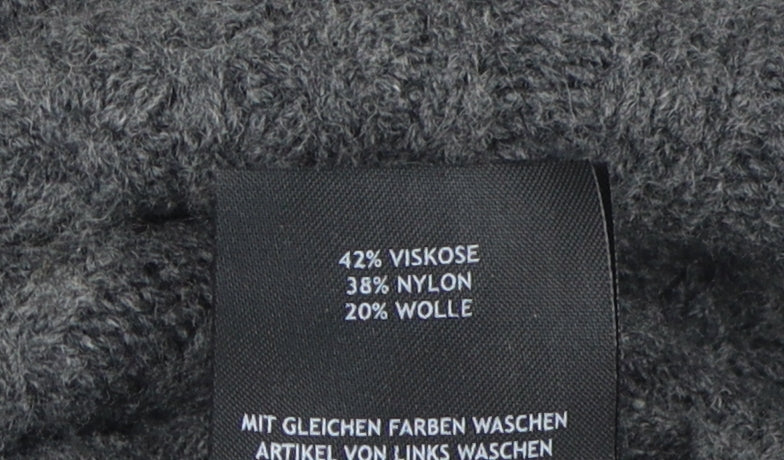 42% VISKOSE
38% NYLON
20% WOLLE
MIT GLEICHEN FARBEN WASCHEN
ARTIKEL VON LINKS WASCHEN